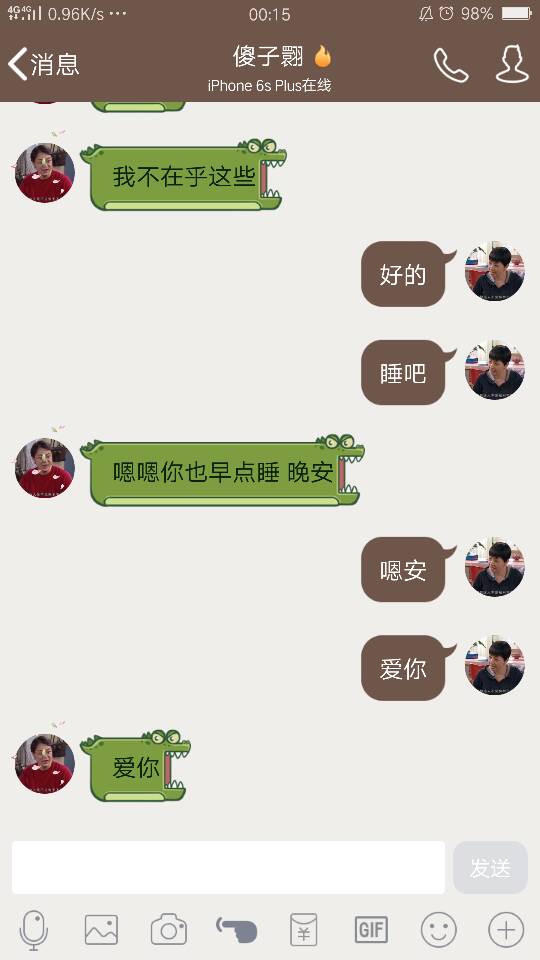 4G 4G 0.96K/s ··· 00:15 98%
消息 傻子翾
iPhone 6s Plus在线
我不在乎这些
好的
睡吧
嗯嗯你也早点睡 晚安
嗯安
爱你
爱你
发送
GIF